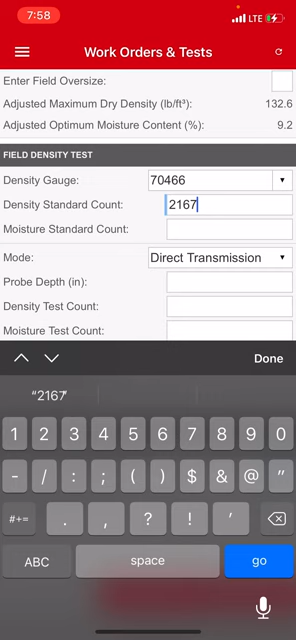 7:58
LTE
Work Orders & Tests
Enter Field Oversize:
Adjusted Maximum Dry Density (lb/ft³): 132.6
Adjusted Optimum Moisture Content (%): 9.2
FIELD DENSITY TEST
Density Gauge: 70466
Density Standard Count: 2167
Moisture Standard Count:
Mode: Direct Transmission
Probe Depth (in):
Density Test Count:
Moisture Test Count:
Done
“2167”
1 2 3 4 5 6 7 8 9 0
- / : ; ( ) $ & @ "
#+= . , ? ! '
ABC space go